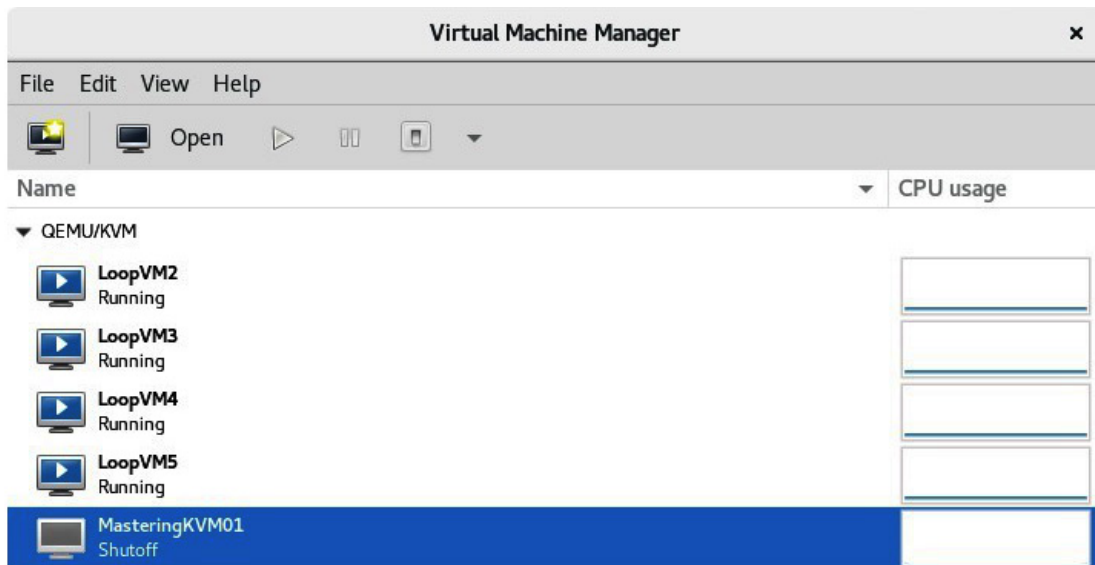 Virtual Machine Manager
File Edit View Help
Open
Name CPU usage
QEMU/KVM
LoopVM2
Running
LoopVM3
Running
LoopVM4
Running
LoopVM5
Running
MasteringKVM01
Shutoff